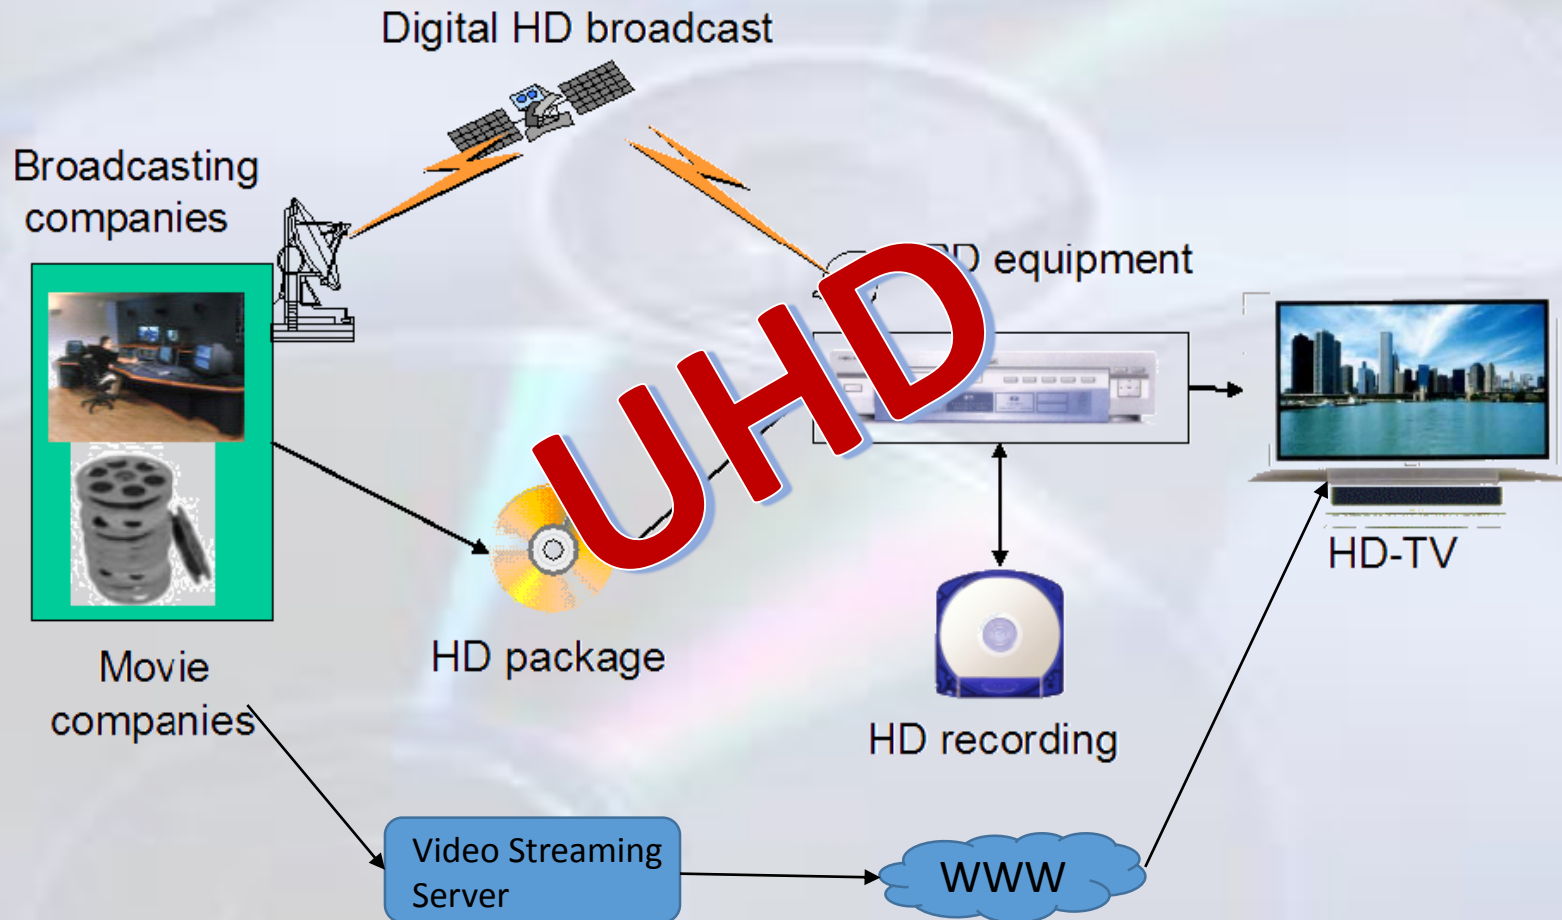 Digital HD broadcast
Broadcasting
companies
equipment
UHD
HD-TV
HD package
Movie
companies
HD recording
Video Streaming
Server
WWW